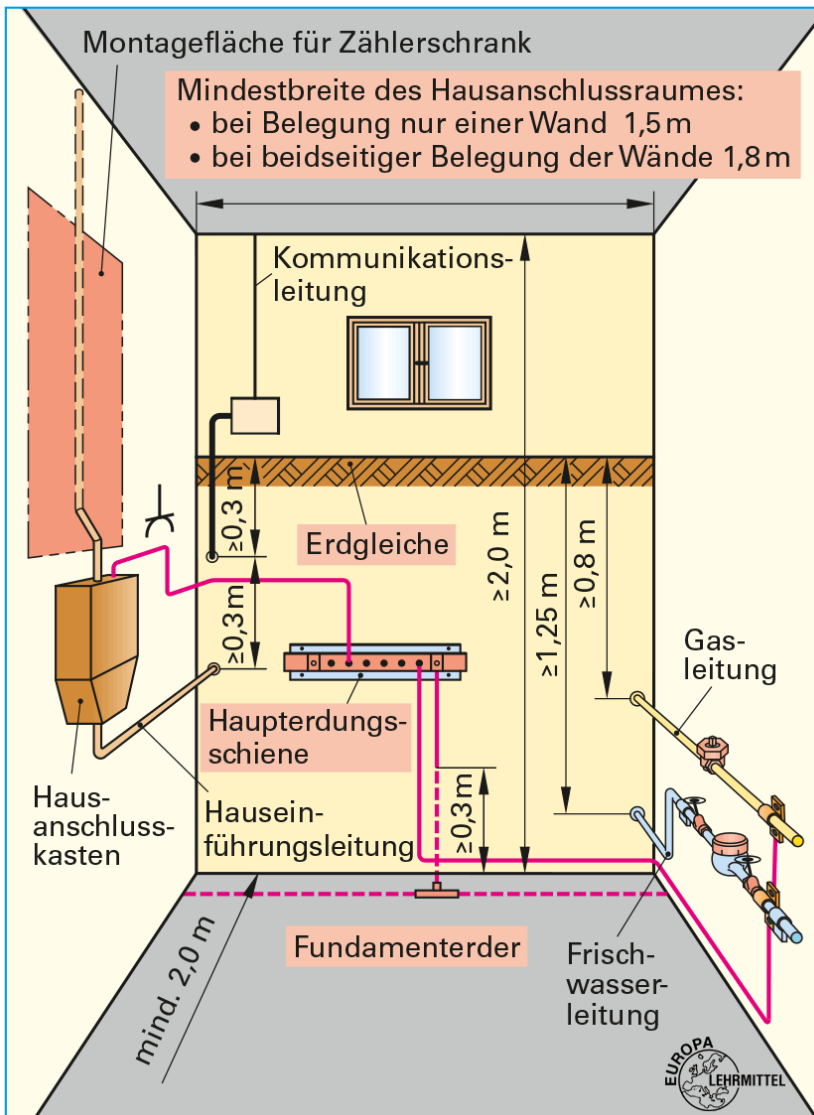 Montagefläche für Zählerschrank
Mindestbreite des Hausanschlussraumes:
• bei Belegung nur einer Wand 1,5 m
• bei beidseitiger Belegung der Wände 1,8 m
Kommunikations-
leitung
≥0,3 m
Erdgleiche
≥2,0 m
≥1,25 m
≥0,8 m
≥0,3 m
Gas-
leitung
Haupterdungs-
schiene
Haus-
anschluss-
kasten
Hausein-
führungsleitung
≥0,3 m
mind. 2,0 m
Fundamenterder
Frisch-
wasser-
leitung
EUROPA
LEHRMITTEL